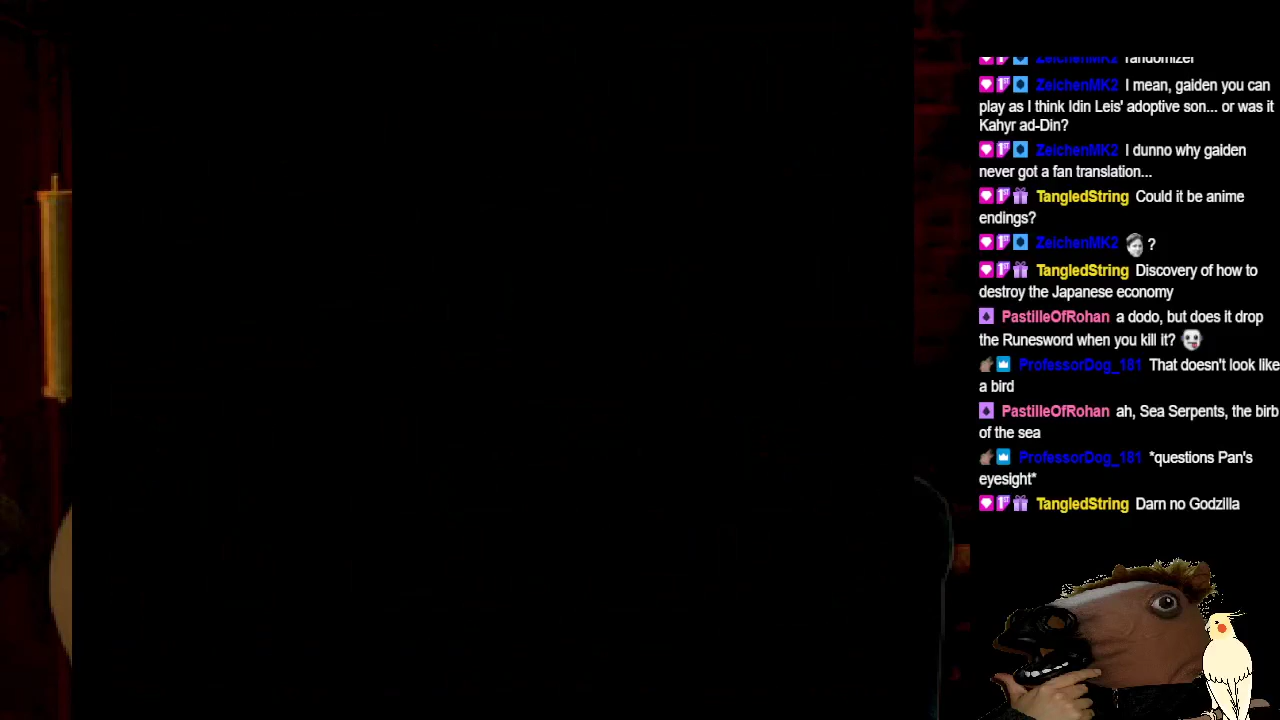 ZeichenMK2 randomizer
ZeichenMK2 I mean, gaiden you can
play as I think Idin Leis' adoptive son... or was it
Kahyr ad-Din?
ZeichenMK2 I dunno why gaiden
never got a fan translation...
TangledString Could it be anime
endings?
ZeichenMK2 ?
TangledString Discovery of how to
destroy the Japanese economy
PastilleOfRohan a dodo, but does it drop
the Runesword when you kill it?
ProfessorDog_181 That doesn't look like
a bird
PastilleOfRohan ah, Sea Serpents, the birb
of the sea
ProfessorDog_181 *questions Pan's
eyesight*
TangledString Darn no Godzilla